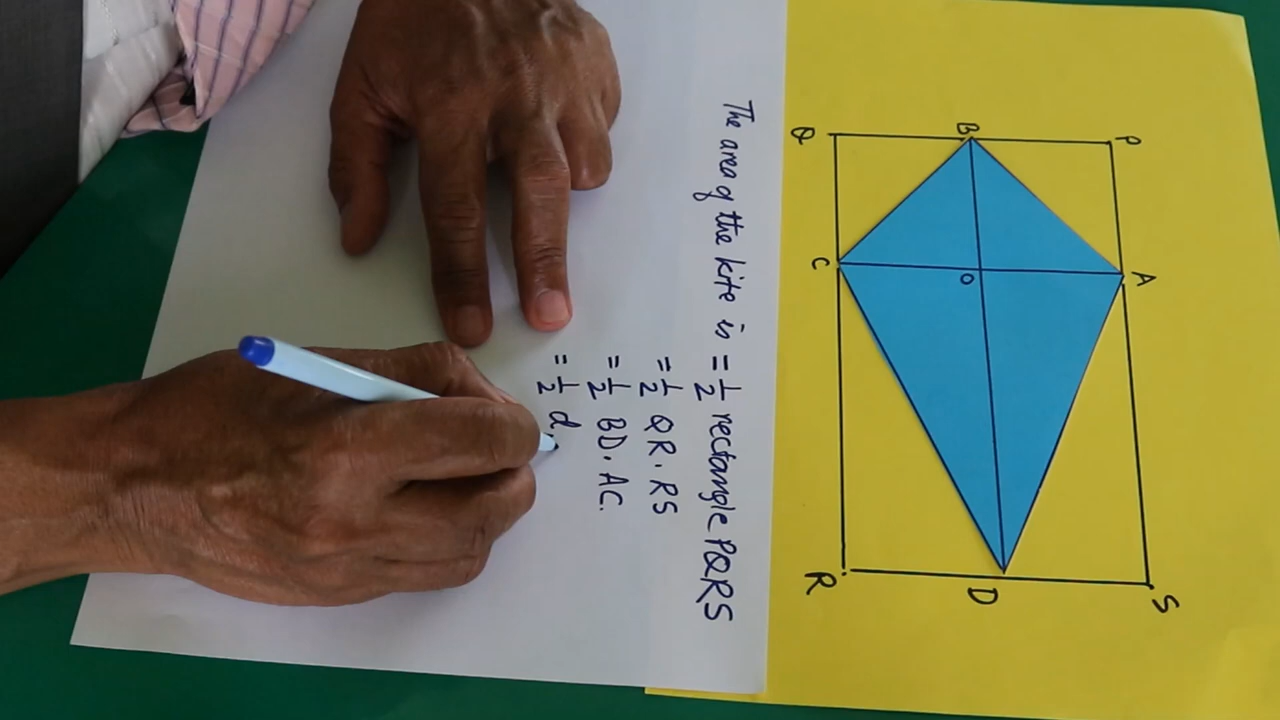 The area of the kite is = 1/2 rectangle PQRS
= 1/2 QR . RS
= 1/2 BD . AC.
= 1/2 d
P
A
S
B
O
D
Q
C
R